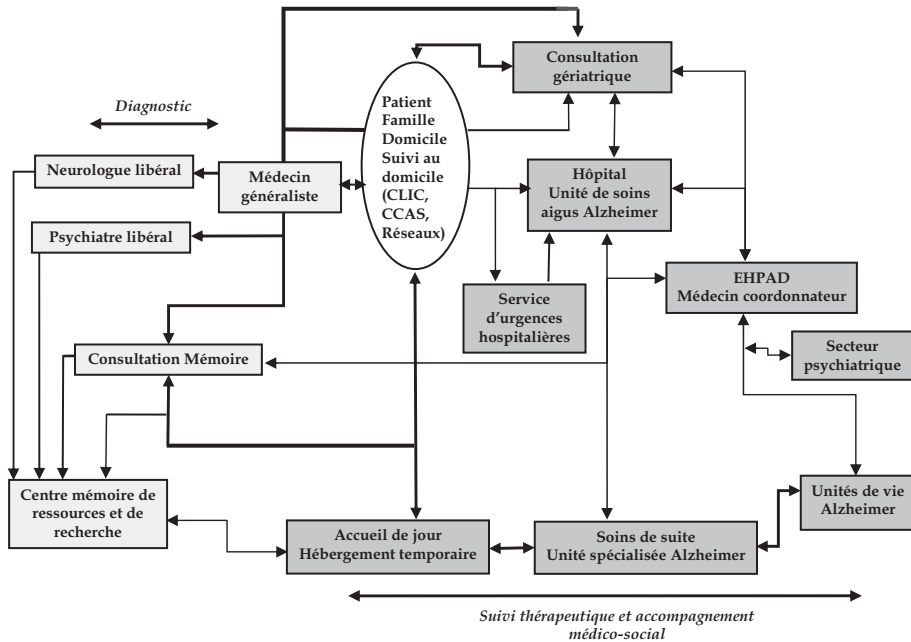 Consultation
gériatrique
Diagnostic
Patient
Famille
Domicile
Suivi au
domicile
(CLIC,
CCAS,
Réseaux)
Neurologue libéral
Médecin
généraliste
Hôpital
Unité de soins
aigus Alzheimer
Psychiatre libéral
EHPAD
Médecin coordonnateur
Service
d'urgences
hospitalières
Consultation Mémoire
Secteur
psychiatrique
Centre mémoire de
ressources et de
recherche
Unités de vie
Alzheimer
Accueil de jour
Hébergement temporaire
Soins de suite
Unité spécialisée Alzheimer
Suivi thérapeutique et accompagnement
médico-social